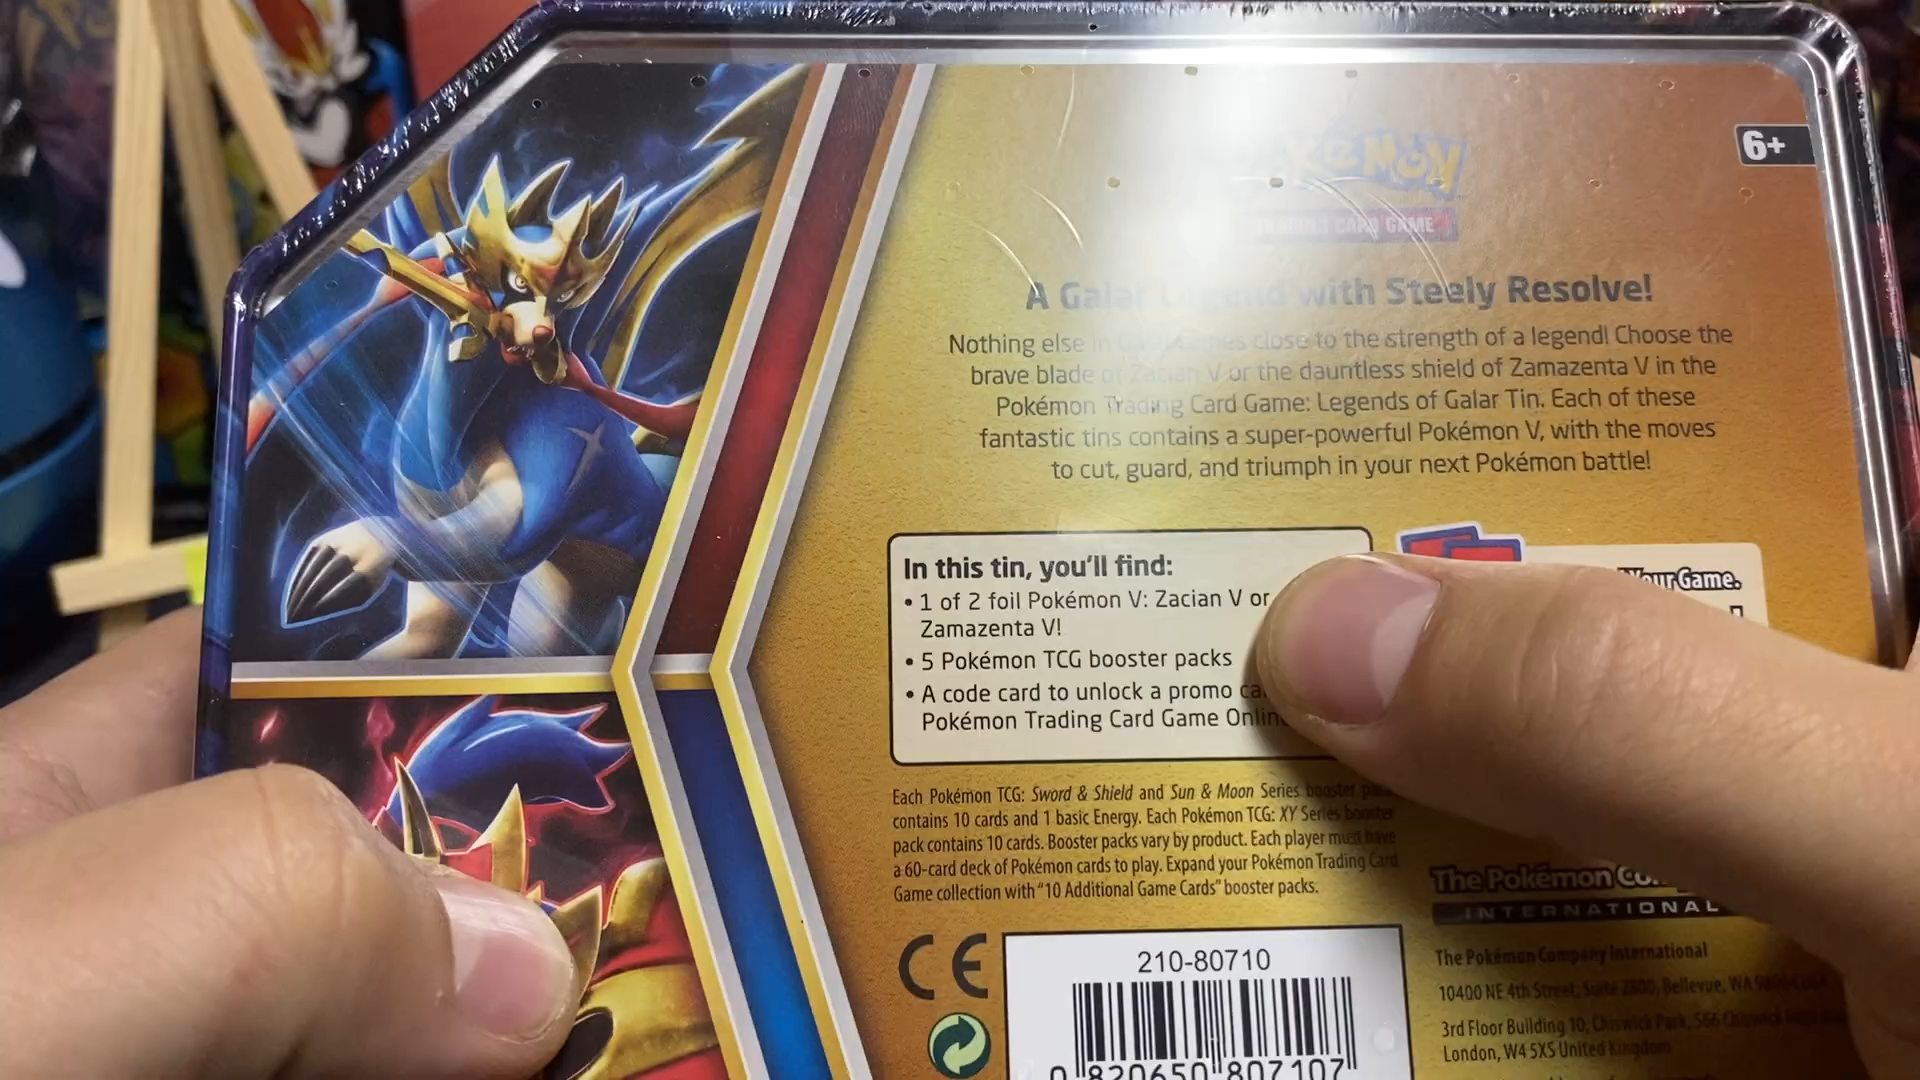 POKéMON
TRADING CARD GAME
6+
A Galar Legend with Steely Resolve!
Nothing else in comes close to the strength of a legend! Choose the
brave blade of Zacian V or the dauntless shield of Zamazenta V in the
Pokémon Trading Card Game: Legends of Galar Tin. Each of these
fantastic tins contains a super-powerful Pokémon V, with the moves
to cut, guard, and triumph in your next Pokémon battle!
In this tin, you'll find:
• 1 of 2 foil Pokémon V: Zacian V or
Zamazenta V!
• 5 Pokémon TCG booster packs
• A code card to unlock a promo
Pokémon Trading Card Game Online
Your Game.
Each Pokémon TCG: Sword & Shield and Sun & Moon Series booster
contains 10 cards and 1 basic Energy. Each Pokémon TCG: XY Series booster
pack contains 10 cards. Booster packs vary by product. Each player must have
a 60-card deck of Pokémon cards to play. Expand your Pokémon Trading Card
Game collection with "10 Additional Game Cards" booster packs.
CE
210-80710
0 820650 807107
The Pokémon
INTERNATIONAL
The Pokémon Company International
10400 NE 4th Street, Suite 2800, Bellevue, WA
3rd Floor Building 10, Chiswick Park, 566 Chiswick
London, W4 5XS United Kingdom